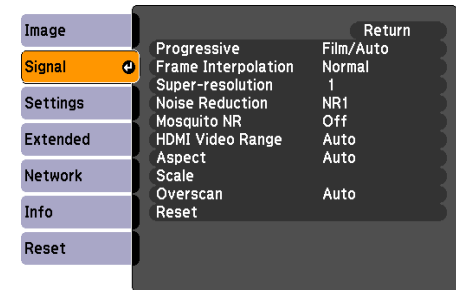 Image
Signal
Settings
Extended
Network
Info
Reset
Return
Progressive Film/Auto
Frame Interpolation Normal
Super-resolution 1
Noise Reduction NR1
Mosquito NR Off
HDMI Video Range Auto
Aspect Auto
Scale
Overscan Auto
Reset